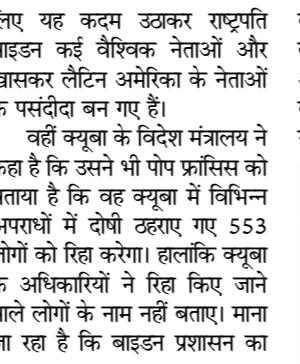 लिए यह कदम उठाकर राष्ट्रपति
बाइडन कई वैश्विक नेताओं और
खासकर लैटिन अमेरिका के नेताओं
के पसंदीदा बन गए हैं।
वहीं क्यूबा के विदेश मंत्रालय ने
कहा है कि उसने भी पोप फ्रांसिस को
बताया है कि वह क्यूबा में विभिन्न
अपराधों में दोषी ठहराए गए 553
लोगों को रिहा करेगा। हालांकि क्यूबा
के अधिकारियों ने रिहा किए जाने
वाले लोगों के नाम नहीं बताए। माना
जा रहा है कि बाइडन प्रशासन का